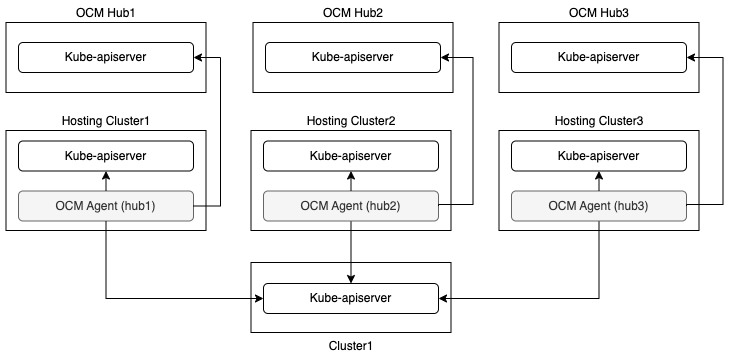 OCM Hub1
OCM Hub2
OCM Hub3
Kube-apiserver
Kube-apiserver
Kube-apiserver
Hosting Cluster1
Hosting Cluster2
Hosting Cluster3
Kube-apiserver
Kube-apiserver
Kube-apiserver
OCM Agent (hub1)
OCM Agent (hub2)
OCM Agent (hub3)
Kube-apiserver
Cluster1